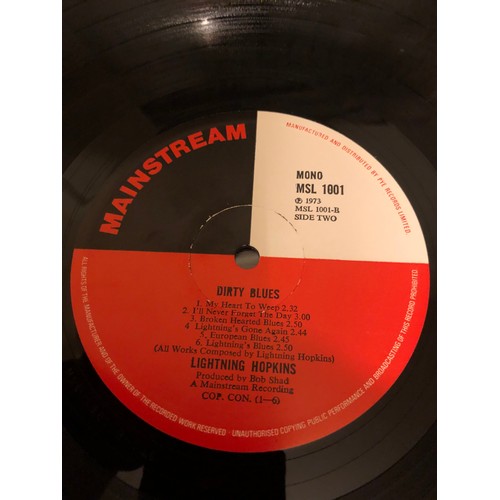 MAINSTREAM
MANUFACTURED AND DISTRIBUTED BY PYE RECORDS LIMITED.
MONO
MSL 1001
℗ 1973
MSL 1001-B
SIDE TWO
DIRTY BLUES
1. My Heart To Weep 2.32
2. I'll Never Forget The Day 3.00
3. Broken Hearted Blues 2.50
4. Lightning's Gone Again 2.44
5. European Blues 2.45
6. Lightning's Blues 2.50
(All Works Composed by Lightning Hopkins)
LIGHTNING HOPKINS
Produced by Bob Shad
A Mainstream Recording
COP. CON. (1—6)
ALL RIGHTS OF THE MANUFACTURER AND OF THE OWNER OF THE RECORDED WORK RESERVED · UNAUTHORISED COPYING PUBLIC PERFORMANCE AND BROADCASTING OF THIS RECORD PROHIBITED